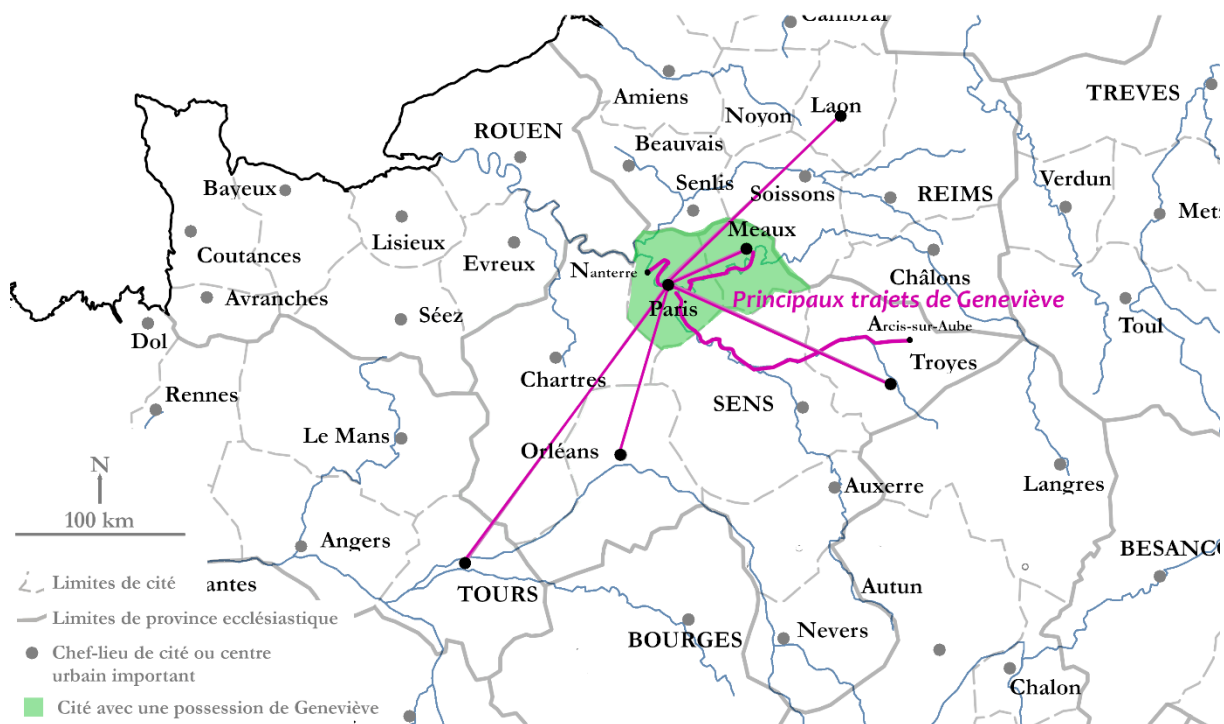 Cambrai
Amiens
Noyon
Laon
TREVES
ROUEN
Beauvais
Senlis
Soissons
REIMS
Verdun
Metz
Bayeux
Lisieux
Evreux
Meaux
Coutances
Nanterre
Châlons
Avranches
Séez
Paris
Principaux trajets de Geneviève
Arcis-sur-Aube
Toul
Dol
Rennes
Chartres
Troyes
SENS
Le Mans
Orléans
N
100 km
Auxerre
Langres
Angers
BESANC
antes
TOURS
Autun
BOURGES
Nevers
Chalon
Limites de cité
Limites de province ecclésiastique
Chef-lieu de cité ou centre
urbain important
Cité avec une possession de Geneviève